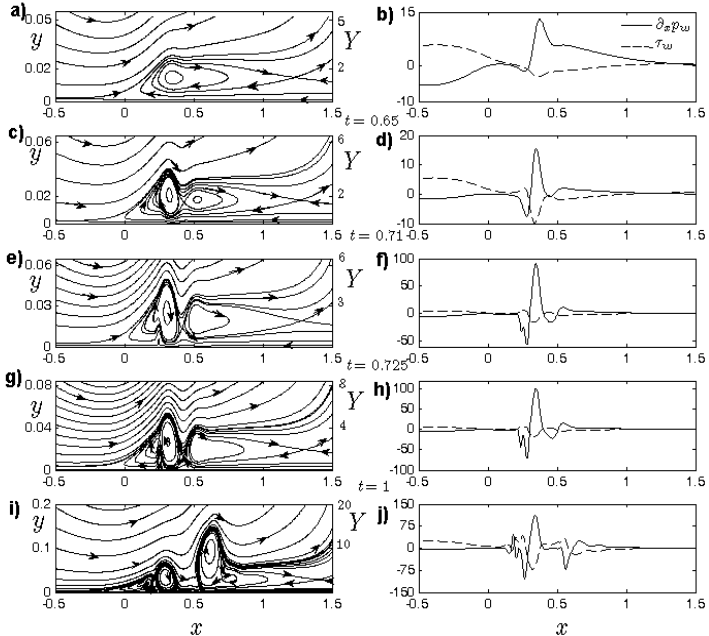 a)
y
0.05
0.02
0
5
2
Y
-0.5 0 0.5 1 1.5
b)
15
0
-10
∂ₓp_w
τ_w
-0.5 0 0.5 1 1.5
t = 0.65
c)
y
0.06
0.02
0
6
2
Y
-0.5 0 0.5 1 1.5
d)
20
10
0
-10
-0.5 0 0.5 1 1.5
t = 0.71
e)
y
0.06
0.03
0
6
3
Y
-0.5 0 0.5 1 1.5
f)
100
50
0
-50
-0.5 0 0.5 1 1.5
t = 0.725
g)
y
0.08
0.04
0
8
4
Y
-0.5 0 0.5 1 1.5
h)
100
50
0
-50
-100
-0.5 0 0.5 1 1.5
t = 1
i)
y
0.2
0.1
0
20
10
Y
-0.5 0 0.5 1 1.5
x
j)
150
75
0
-75
-150
-0.5 0 0.5 1 1.5
x